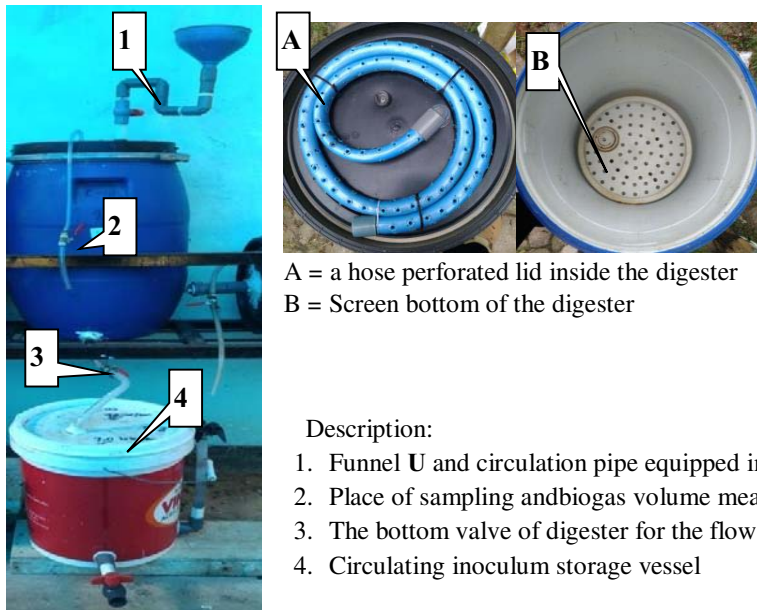 1
A
B
2
A = a hose perforated lid inside the digester
B = Screen bottom of the digester
3
4
Description:
1. Funnel U and circulation pipe equipped
2. Place of sampling andbiogas volume
3. The bottom valve of digester for the flow
4. Circulating inoculum storage vessel